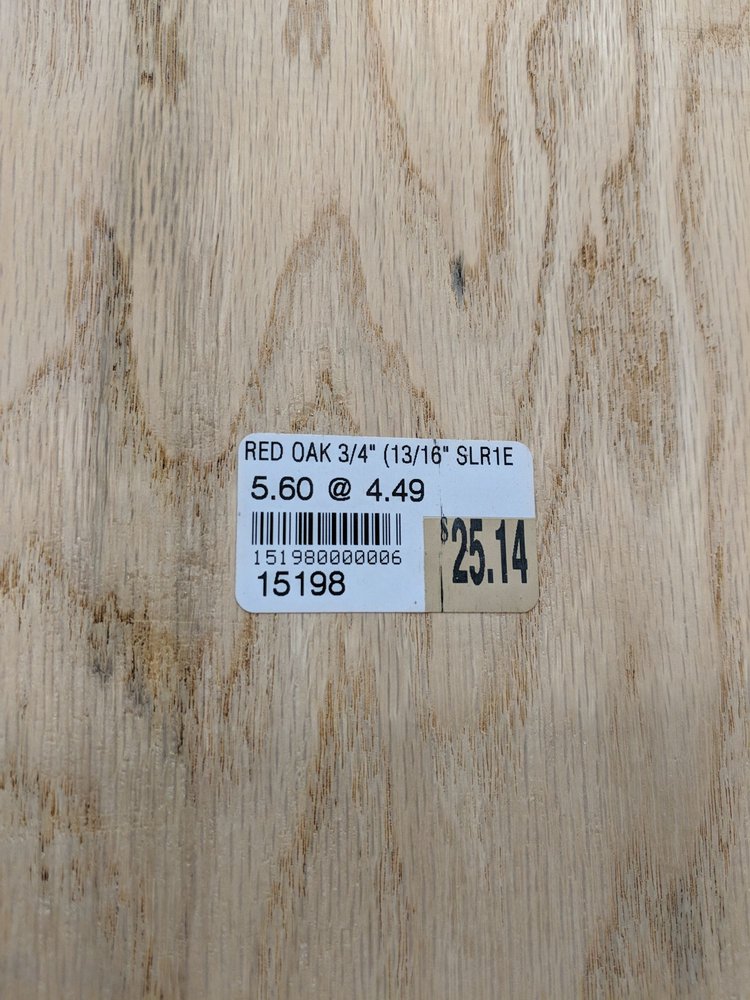 RED OAK 3/4" (13/16" SLR1E
5.60 @ 4.49
151980000006
$25.14
15198